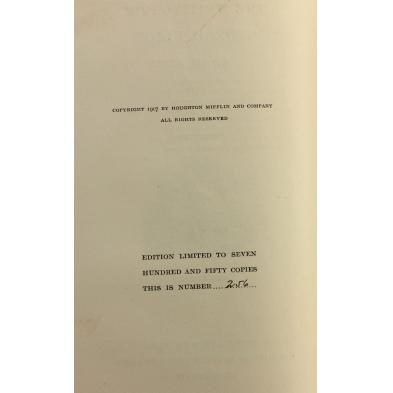 COPYRIGHT 1917 BY HOUGHTON MIFFLIN AND COMPANY
ALL RIGHTS RESERVED
EDITION LIMITED TO SEVEN
HUNDRED AND FIFTY COPIES
THIS IS NUMBER....256...